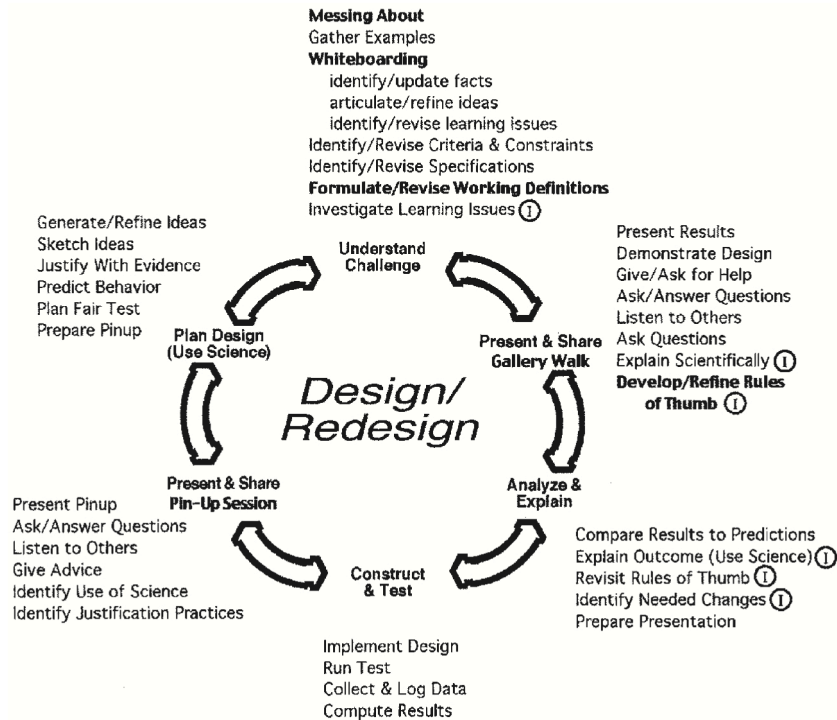 Messing About
Gather Examples
Whiteboarding
identify/update facts
articulate/refine ideas
identify/revise learning issues
Identify/Revise Criteria & Constraints
Identify/Revise Specifications
Formulate/Revise Working Definitions
Investigate Learning Issues Ⓘ
Understand
Challenge
Present Results
Demonstrate Design
Give/Ask for Help
Ask/Answer Questions
Listen to Others
Ask Questions
Explain Scientifically Ⓘ
Develop/Refine Rules
of Thumb Ⓘ
Present & Share
Gallery Walk
Analyze &
Explain
Compare Results to Predictions
Explain Outcome (Use Science) Ⓘ
Revisit Rules of Thumb Ⓘ
Identify Needed Changes Ⓘ
Prepare Presentation
Construct
& Test
Implement Design
Run Test
Collect & Log Data
Compute Results
Present & Share
Pin-Up Session
Present Pinup
Ask/Answer Questions
Listen to Others
Give Advice
Identify Use of Science
Identify Justification Practices
Plan Design
(Use Science)
Generate/Refine Ideas
Sketch Ideas
Justify With Evidence
Predict Behavior
Plan Fair Test
Prepare Pinup
Design/
Redesign